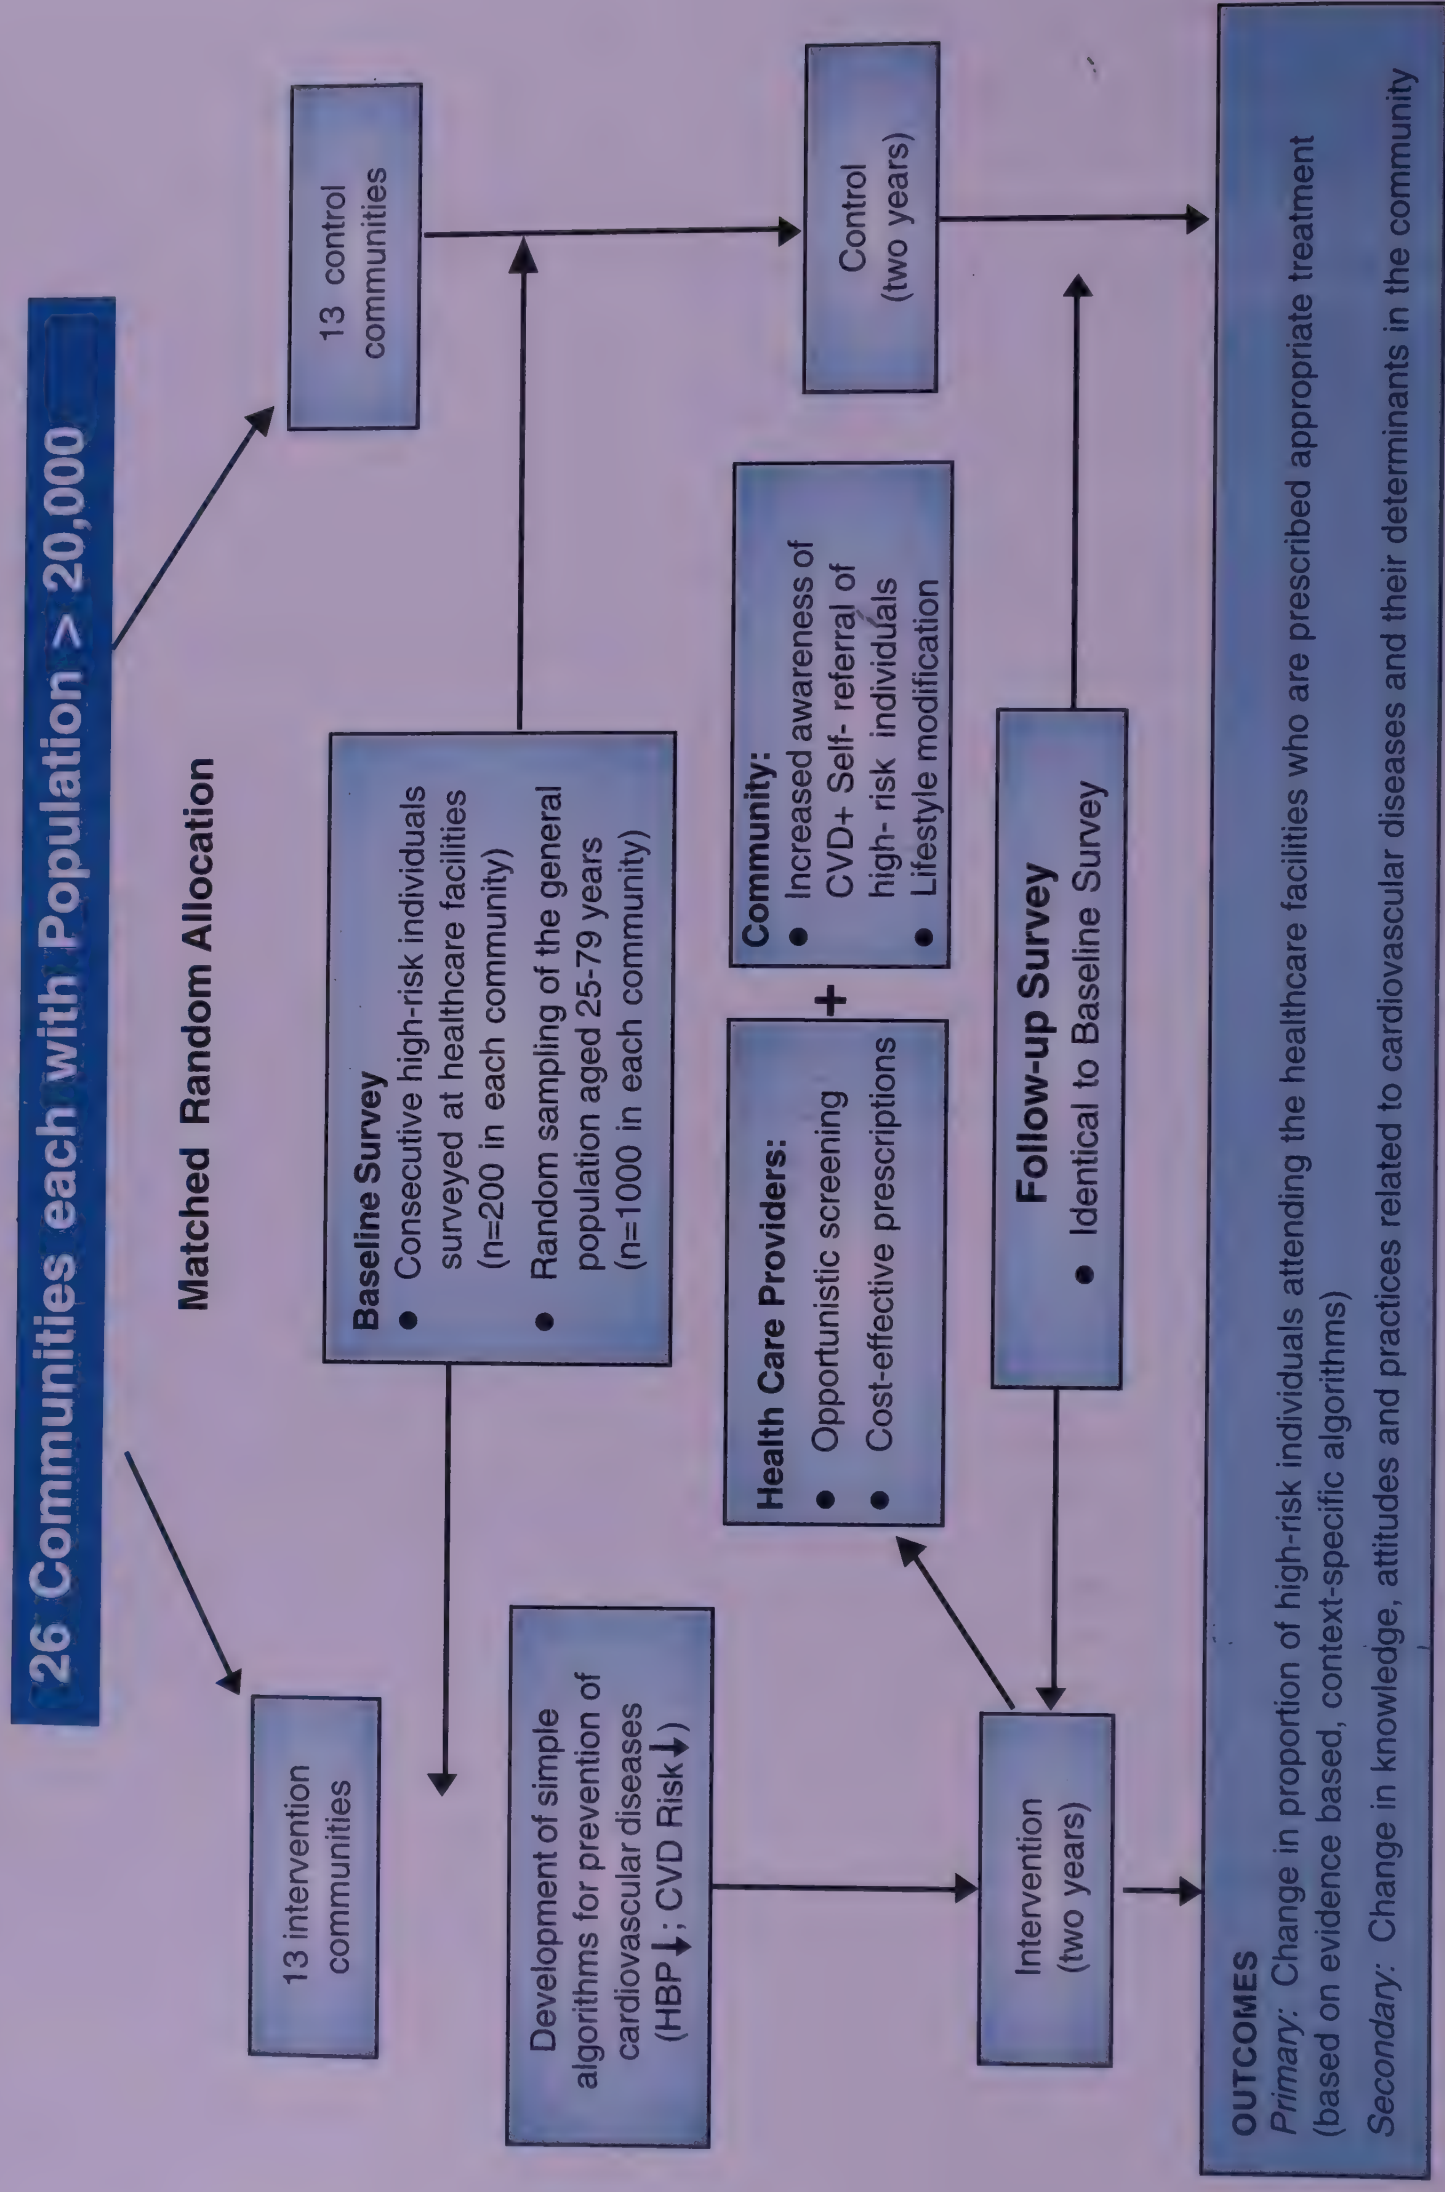 26 Communities each with Population > 20,000
Matched Random Allocation
13 intervention
communities
13 control
communities
Baseline Survey
● Consecutive high-risk individuals
surveyed at healthcare facilities
(n=200 in each community)
● Random sampling of the general
population aged 25-79 years
(n=1000 in each community)
Development of simple
algorithms for prevention of
cardiovascular diseases
(HBP↓; CVD Risk↓)
Health Care Providers:
● Opportunistic screening
● Cost-effective prescriptions
+
Community:
● Increased awareness of
CVD+ Self- referral of
high- risk individuals
● Lifestyle modification
Control
(two years)
Intervention
(two years)
Follow-up Survey
● Identical to Baseline Survey
OUTCOMES
Primary: Change in proportion of high-risk individuals attending the healthcare facilities who are prescribed appropriate treatment
(based on evidence based, context-specific algorithms)
Secondary: Change in knowledge, attitudes and practices related to cardiovascular diseases and their determinants in the community